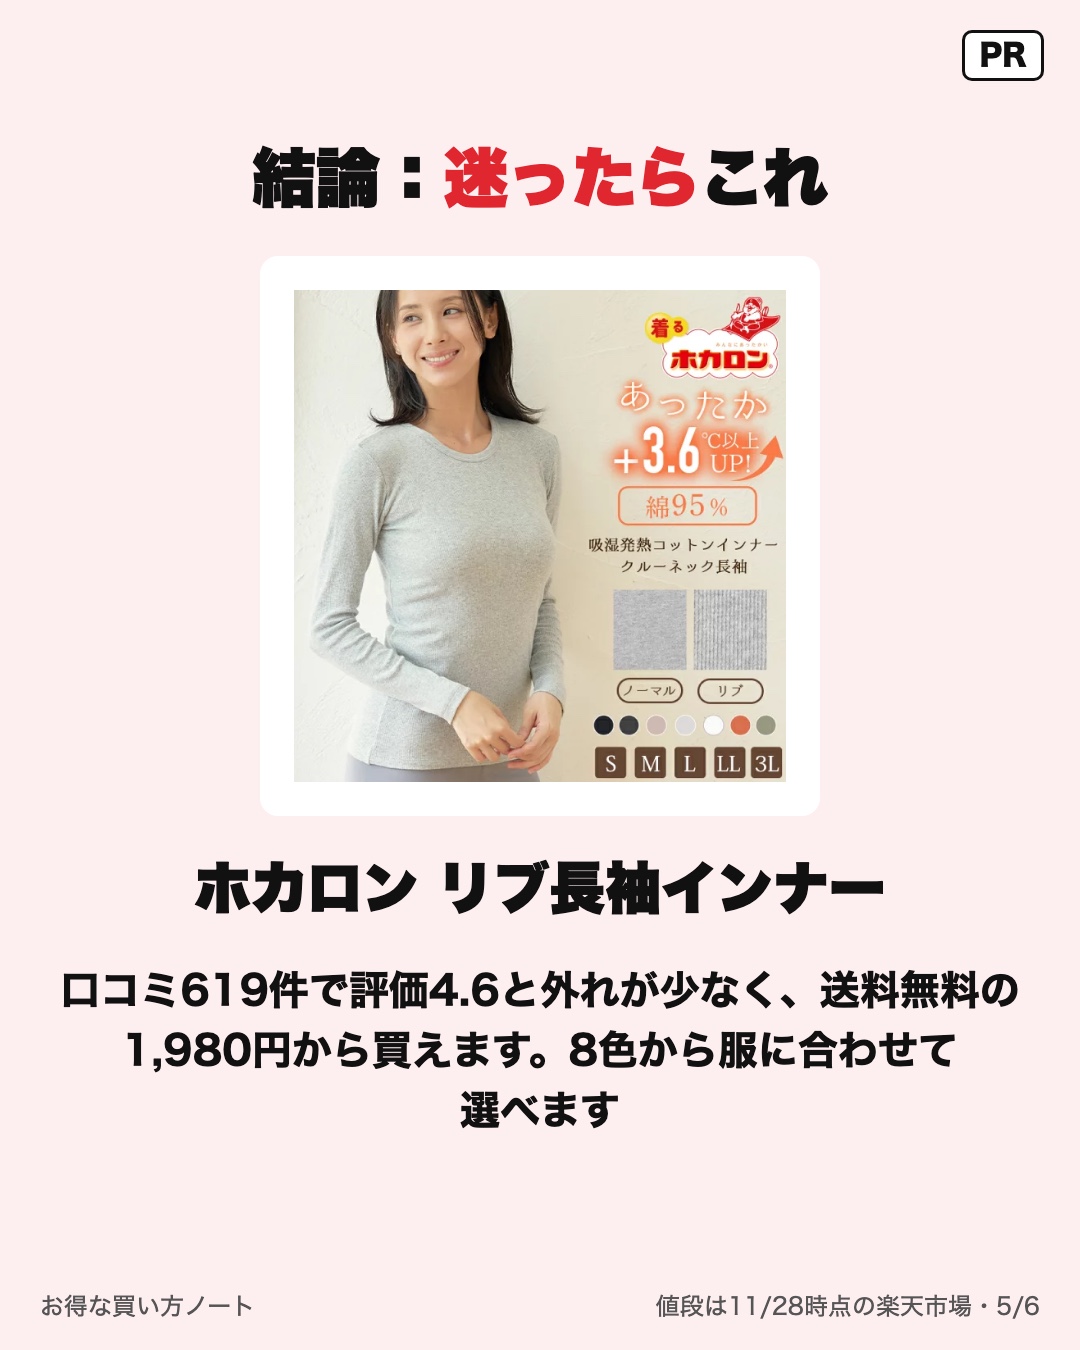 PR
結論：迷ったらこれ
着る
ホカロン
あったか
+3.6℃以上UP!
綿95％
吸湿発熱コットンインナー
クルーネック長袖
ノーマル リブ
S M L LL 3L
ホカロン リブ長袖インナー
口コミ619件で評価4.6と外れが少なく、送料無料の
1,980円から買えます。8色から服に合わせて
選べます
お得な買い方ノート
値段は11/28時点の楽天市場・5/6